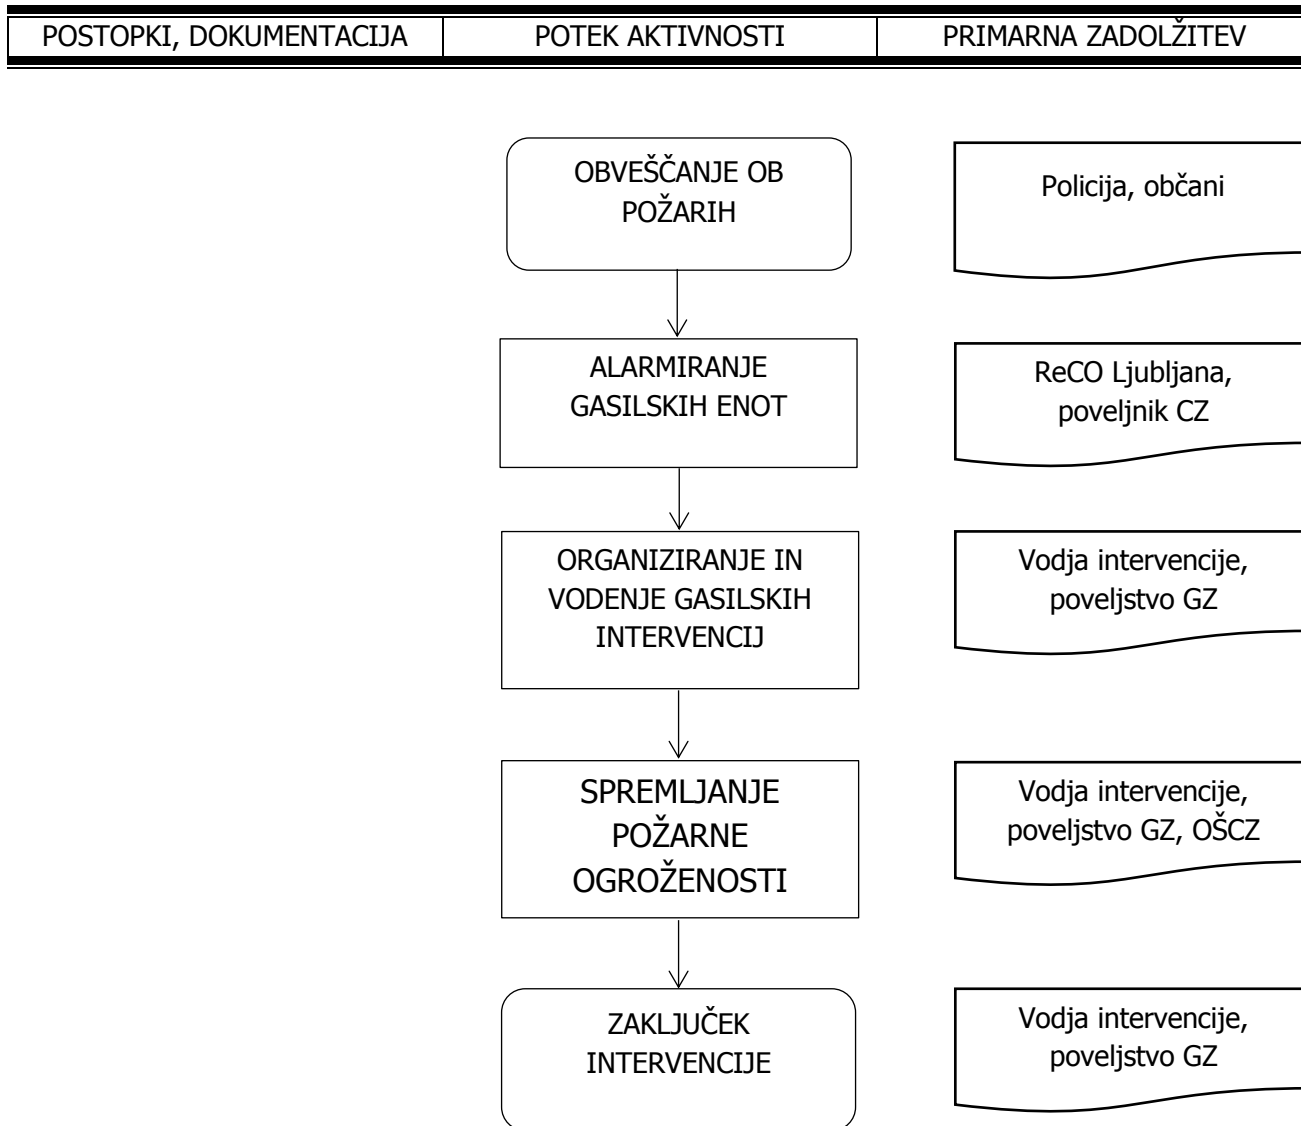 POSTOPKI, DOKUMENTACIJA
POTEK AKTIVNOSTI
PRIMARNA ZADOLŽITEV
OBVEŠČANJE OB
POŽARIH
Policija, občani
ALARMIRANJE
GASILSKIH ENOT
ReCO Ljubljana,
poveljnik CZ
ORGANIZIRANJE IN
VODENJE GASILSKIH
INTERVENCIJ
Vodja intervencije,
poveljstvo GZ
SPREMLJANJE
POŽARNE
OGROŽENOSTI
Vodja intervencije,
poveljstvo GZ, OŠCZ
ZAKLJUČEK
INTERVENCIJE
Vodja intervencije,
poveljstvo GZ